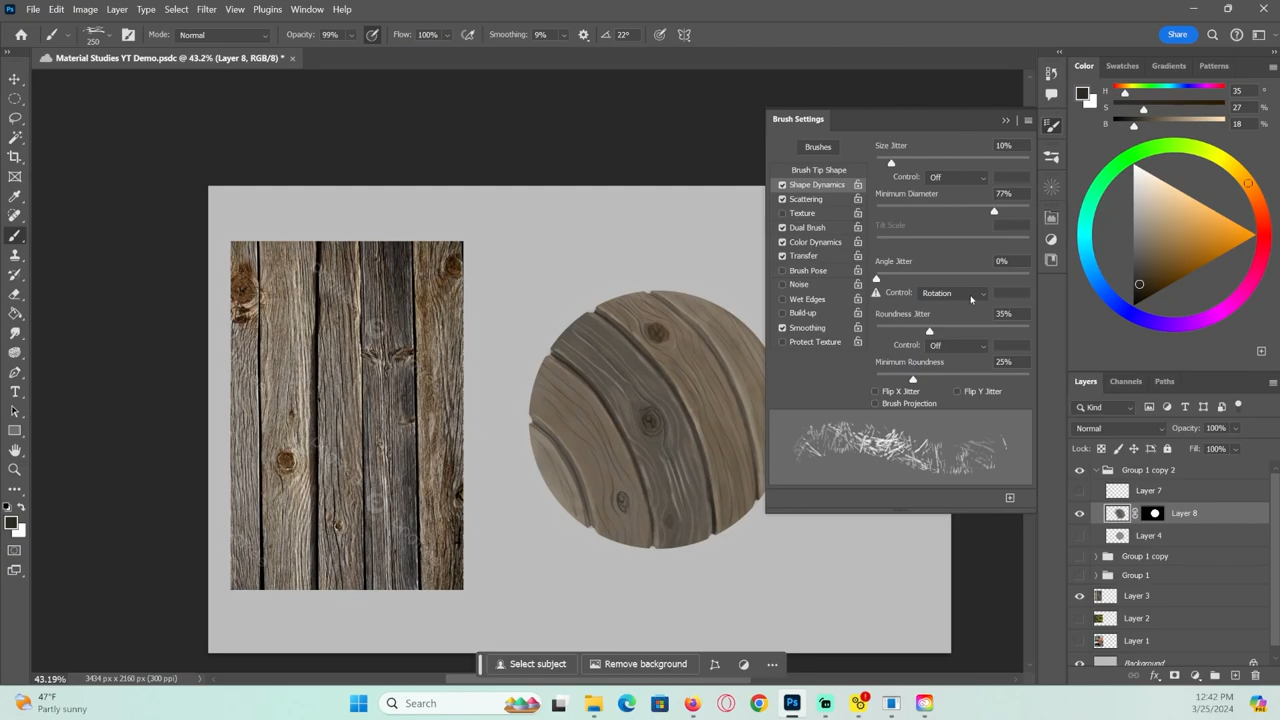 File Edit Image Layer Type Select Filter View Plugins Window Help
250 Mode: Normal Opacity: 99% Flow: 100% Smoothing: 9% 22° Share
Material Studies YT Demo.psdc @ 43.2% (Layer 8, RGB/8) *
Brush Settings
Brushes
Brush Tip Shape
Shape Dynamics
Scattering
Texture
Dual Brush
Color Dynamics
Transfer
Brush Pose
Noise
Wet Edges
Build-up
Smoothing
Protect Texture
Size Jitter 10%
Control: Off
Minimum Diameter 77%
Tilt Scale
Angle Jitter 0%
Control: Rotation
Roundness Jitter 35%
Control: Off
Minimum Roundness 25%
Flip X Jitter Flip Y Jitter
Brush Projection
Color Swatches Gradients Patterns
H 35 °
S 27 %
B 18 %
Layers Channels Paths
Kind
Normal Opacity: 100%
Lock: Fill: 100%
Group 1 copy 2
Layer 7
Layer 8
Layer 4
Group 1 copy
Group 1
Layer 3
Layer 2
Layer 1
Background
Select subject Remove background
43.19% 3434 px x 2160 px (300 ppi)
47°F
Partly sunny
Search
12:42 PM
3/25/2024